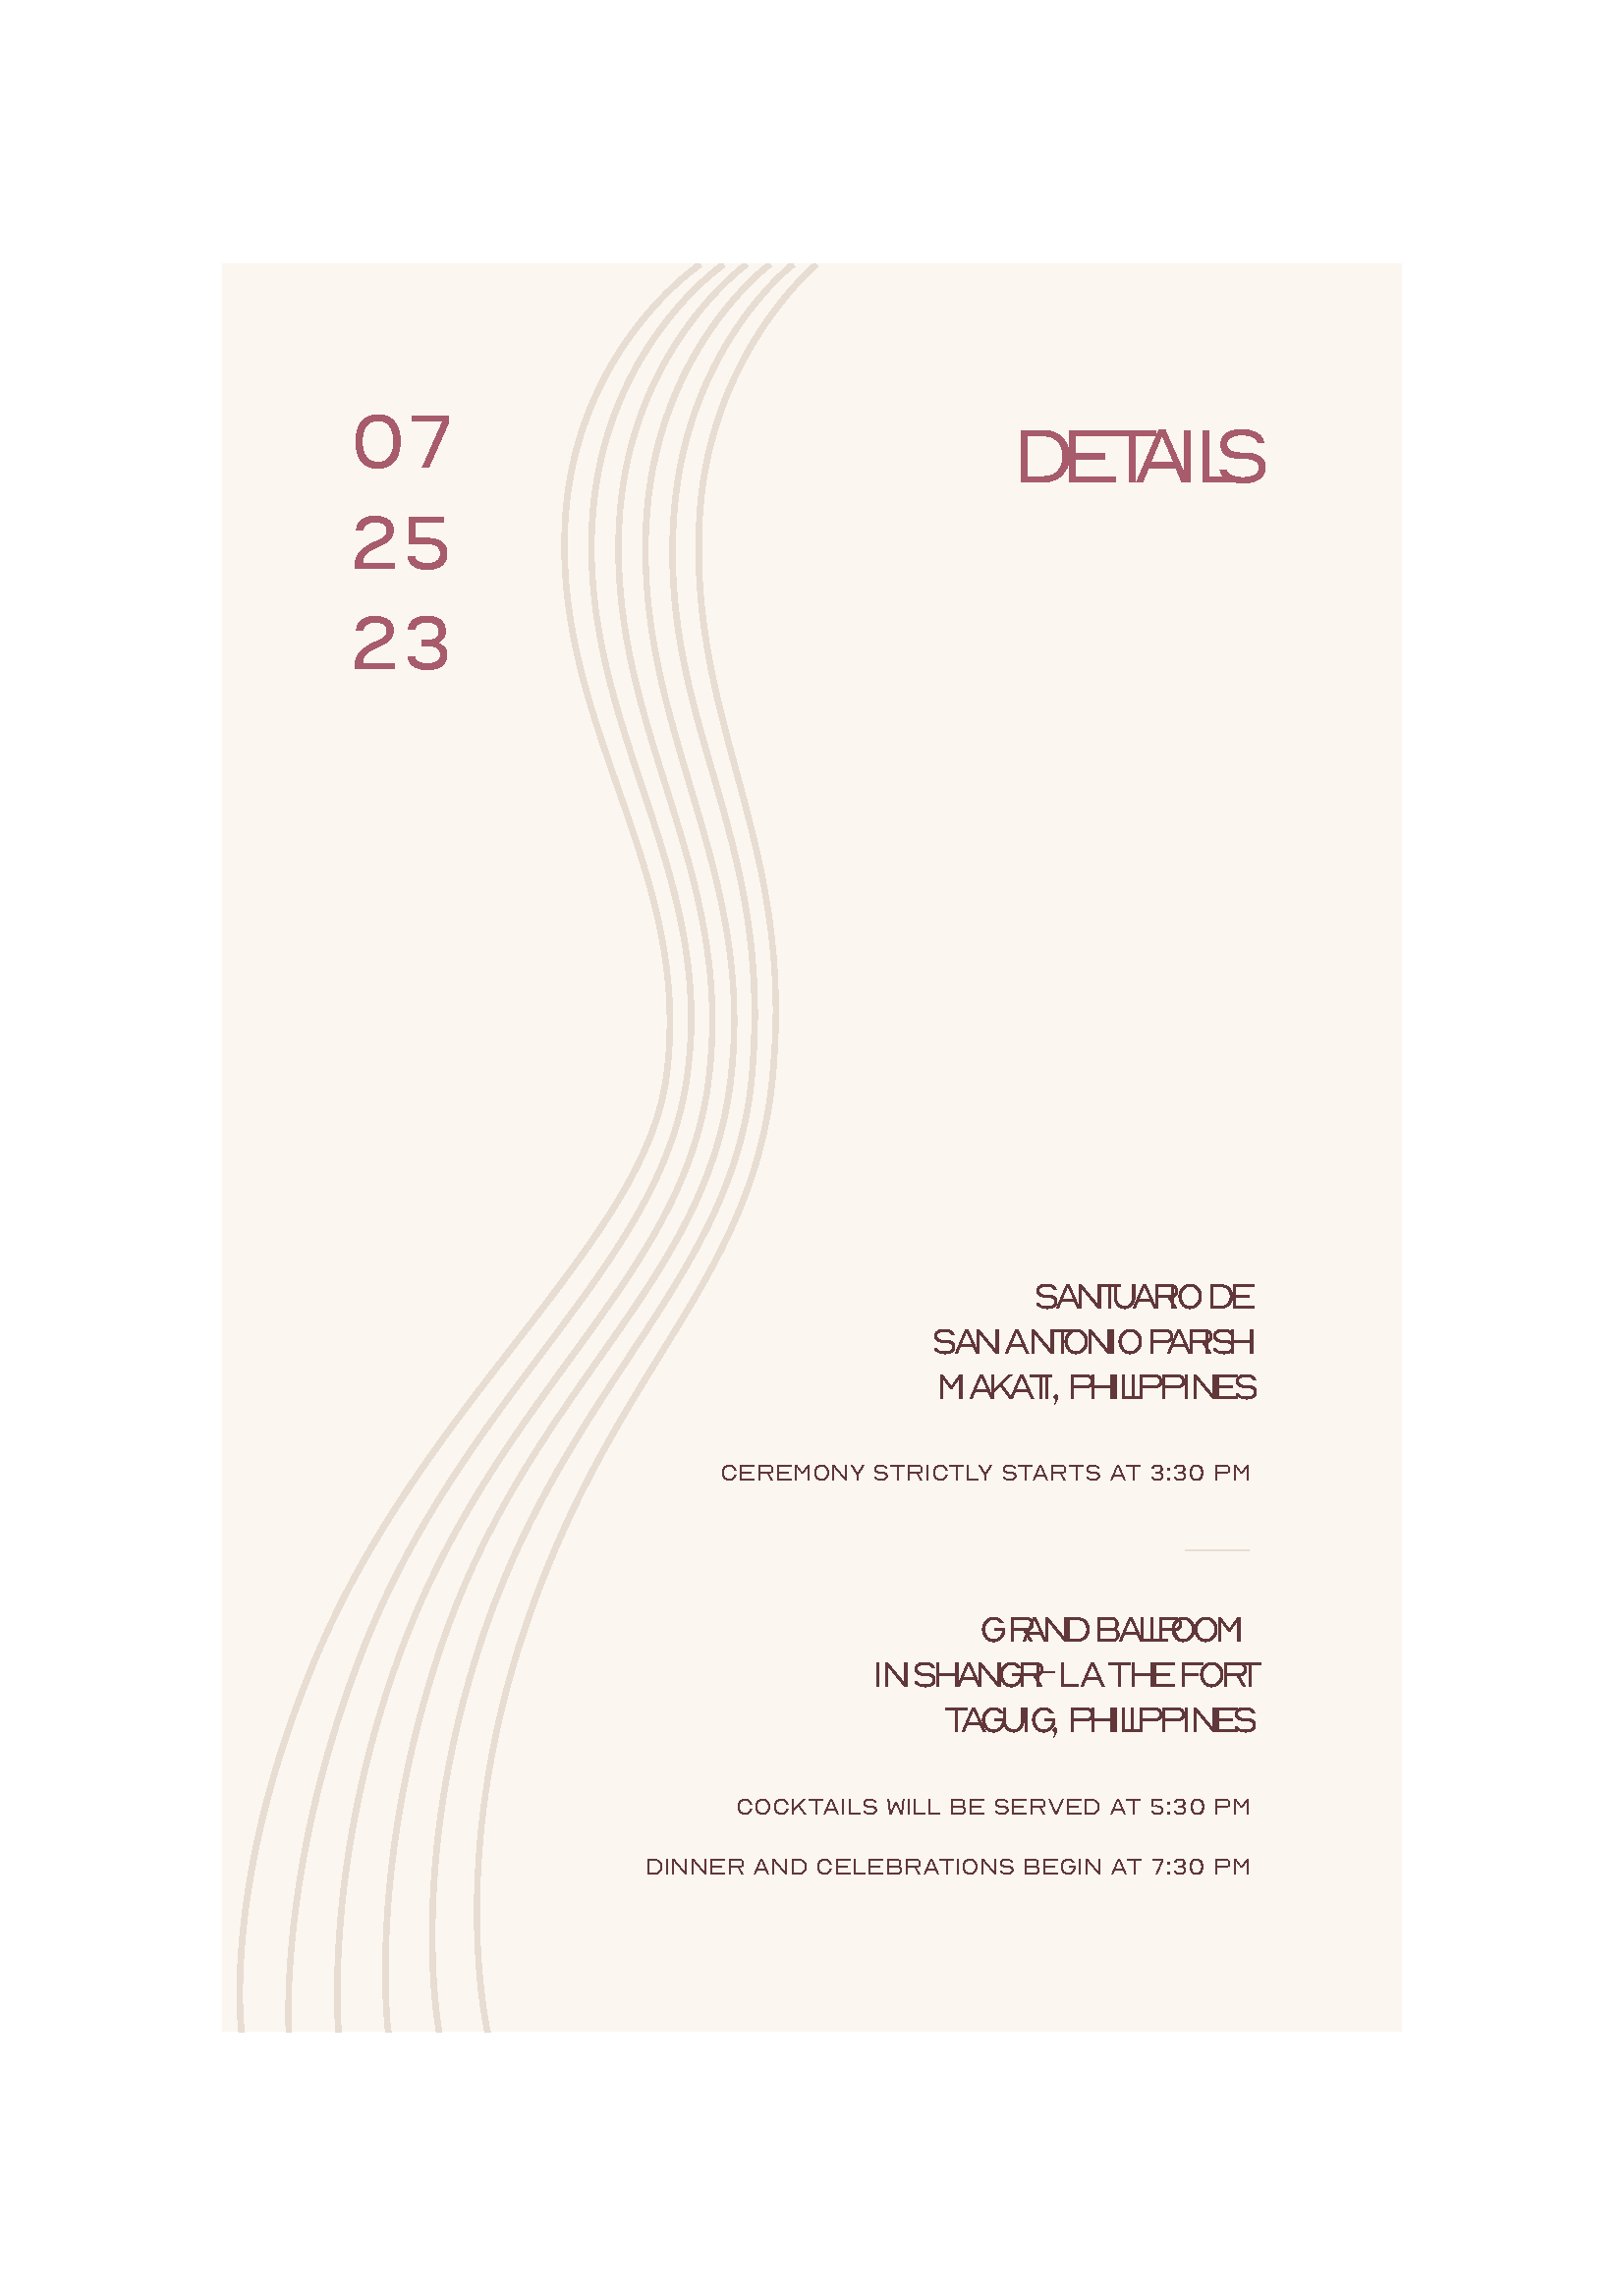 07
25
23
DETAILS
SANTUARIO DE
SAN ANTONIO PARISH
MAKATI, PHILIPPINES
CEREMONY STRICTLY STARTS AT 3:30 PM
GRAND BALLROOM
IN SHANGRI-LA THE FORT
TAGUIG, PHILIPPINES
COCKTAILS WILL BE SERVED AT 5:30 PM
DINNER AND CELEBRATIONS BEGIN AT 7:30 PM